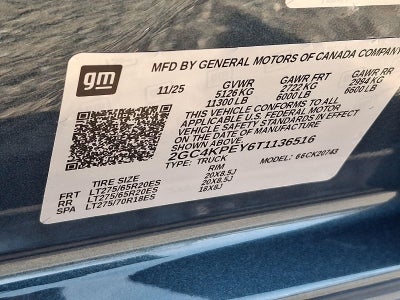 gm
MFD BY GENERAL MOTORS OF CANADA COMPANY
11/25 GVWR GAWR FRT GAWR RR
5126 KG 2722 KG 2994 KG
11300 LB 6000 LB 6600 LB
THIS VEHICLE CONFORMS TO ALL
APPLICABLE U.S. FEDERAL MOTOR
VEHICLE SAFETY STANDARDS IN EFFECT
ON THE DATE OF MANUFACTURE
SHOWN ABOVE.
2GC4KPEY6T1136516
TYPE: TRUCK MODEL: 66CK20743
TIRE SIZE RIM
FRT LT275/65R20ES 20X8.5J
RR LT275/65R20ES 20X8.5J
SPA LT275/70R18ES 18X8J